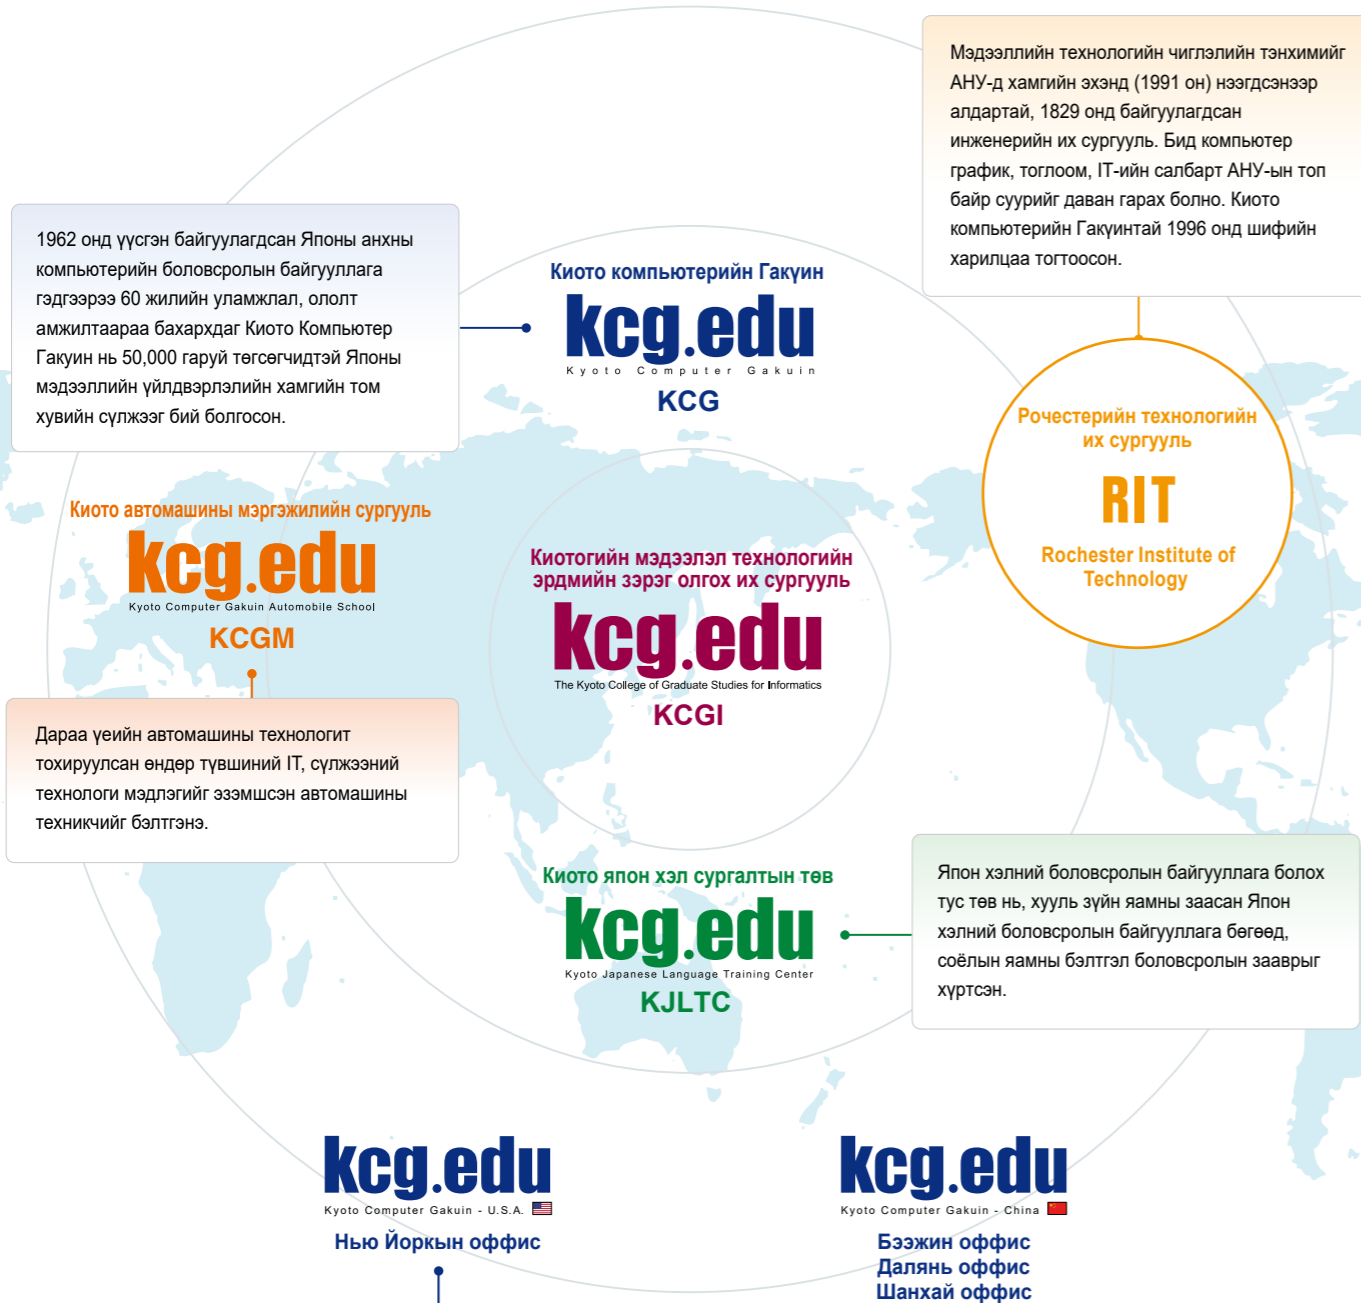 Мэдээллийн технологийн чиглэлийн тэнхимийг
АНУ-д хамгийн эхэнд (1991 он) нээгдсэнээр
алдартай, 1829 онд байгуулагдсан
инженерийн их сургууль. Бид компьютер
график, тоглоом, IT-ийн салбарт АНУ-ын топ
байр суурийг даван гарах болно. Киото
компьютерийн Гакүинтай 1996 онд шифийн
харилцаа тогтоосон.
1962 онд үүсгэн байгуулагдсан Японы анхны
компьютерийн боловсролын байгууллага
гэдгээрээ 60 жилийн уламжлал, ололт
амжилтаараа бахархдаг Киото Компьютер
Гакуин нь 50,000 гаруй төгсөгчидтэй Японы
мэдээллийн үйлдвэрлэлийн хамгийн том
хувийн сүлжээг бий болгосон.
Киото компьютерийн Гакүин
kcg.edu
Kyoto Computer Gakuin
KCG
Рочестерийн технологийн
их сургууль
RIT
Rochester Institute of
Technology
Киото автомашины мэргэжилийн сургууль
kcg.edu
Kyoto Computer Gakuin Automobile School
KCGM
Киотогийн мэдээлэл технологийн
эрдмийн зэрэг олгох их сургууль
kcg.edu
The Kyoto College of Graduate Studies for Informatics
KCGI
Дараа үеийн автомашины технологит
тохируулсан өндөр түвшиний IT, сүлжээний
технологи мэдлэгийг эзэмшсэн автомашины
техникчийг бэлтгэнэ.
Киото япон хэл сургалтын төв
kcg.edu
Kyoto Japanese Language Training Center
KJLTC
Япон хэлний боловсролын байгууллага болох
тус төв нь, хууль зүйн яамны заасан Япон
хэлний боловсролын байгууллага бөгөөд,
соёлын яамны бэлтгэл боловсролын зааврыг
хүртсэн.
kcg.edu
Kyoto Computer Gakuin - U.S.A.
Нью Йоркын оффис
kcg.edu
Kyoto Computer Gakuin - China
Бээжин оффис
Далянь оффис
Шанхай оффис